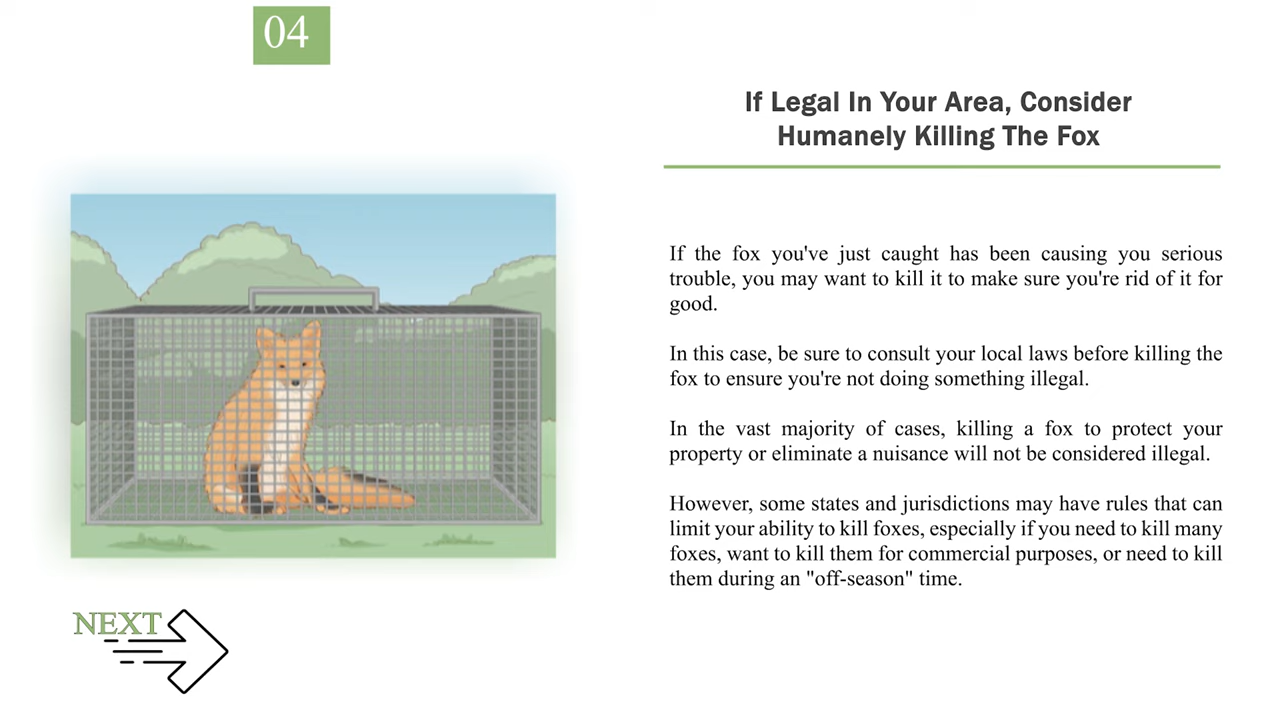 04
If Legal In Your Area, Consider
Humanely Killing The Fox
If the fox you've just caught has been causing you serious
trouble, you may want to kill it to make sure you're rid of it for
good.
In this case, be sure to consult your local laws before killing the
fox to ensure you're not doing something illegal.
In the vast majority of cases, killing a fox to protect your
property or eliminate a nuisance will not be considered illegal.
However, some states and jurisdictions may have rules that can
limit your ability to kill foxes, especially if you need to kill many
foxes, want to kill them for commercial purposes, or need to kill
them during an "off-season" time.
NEXT